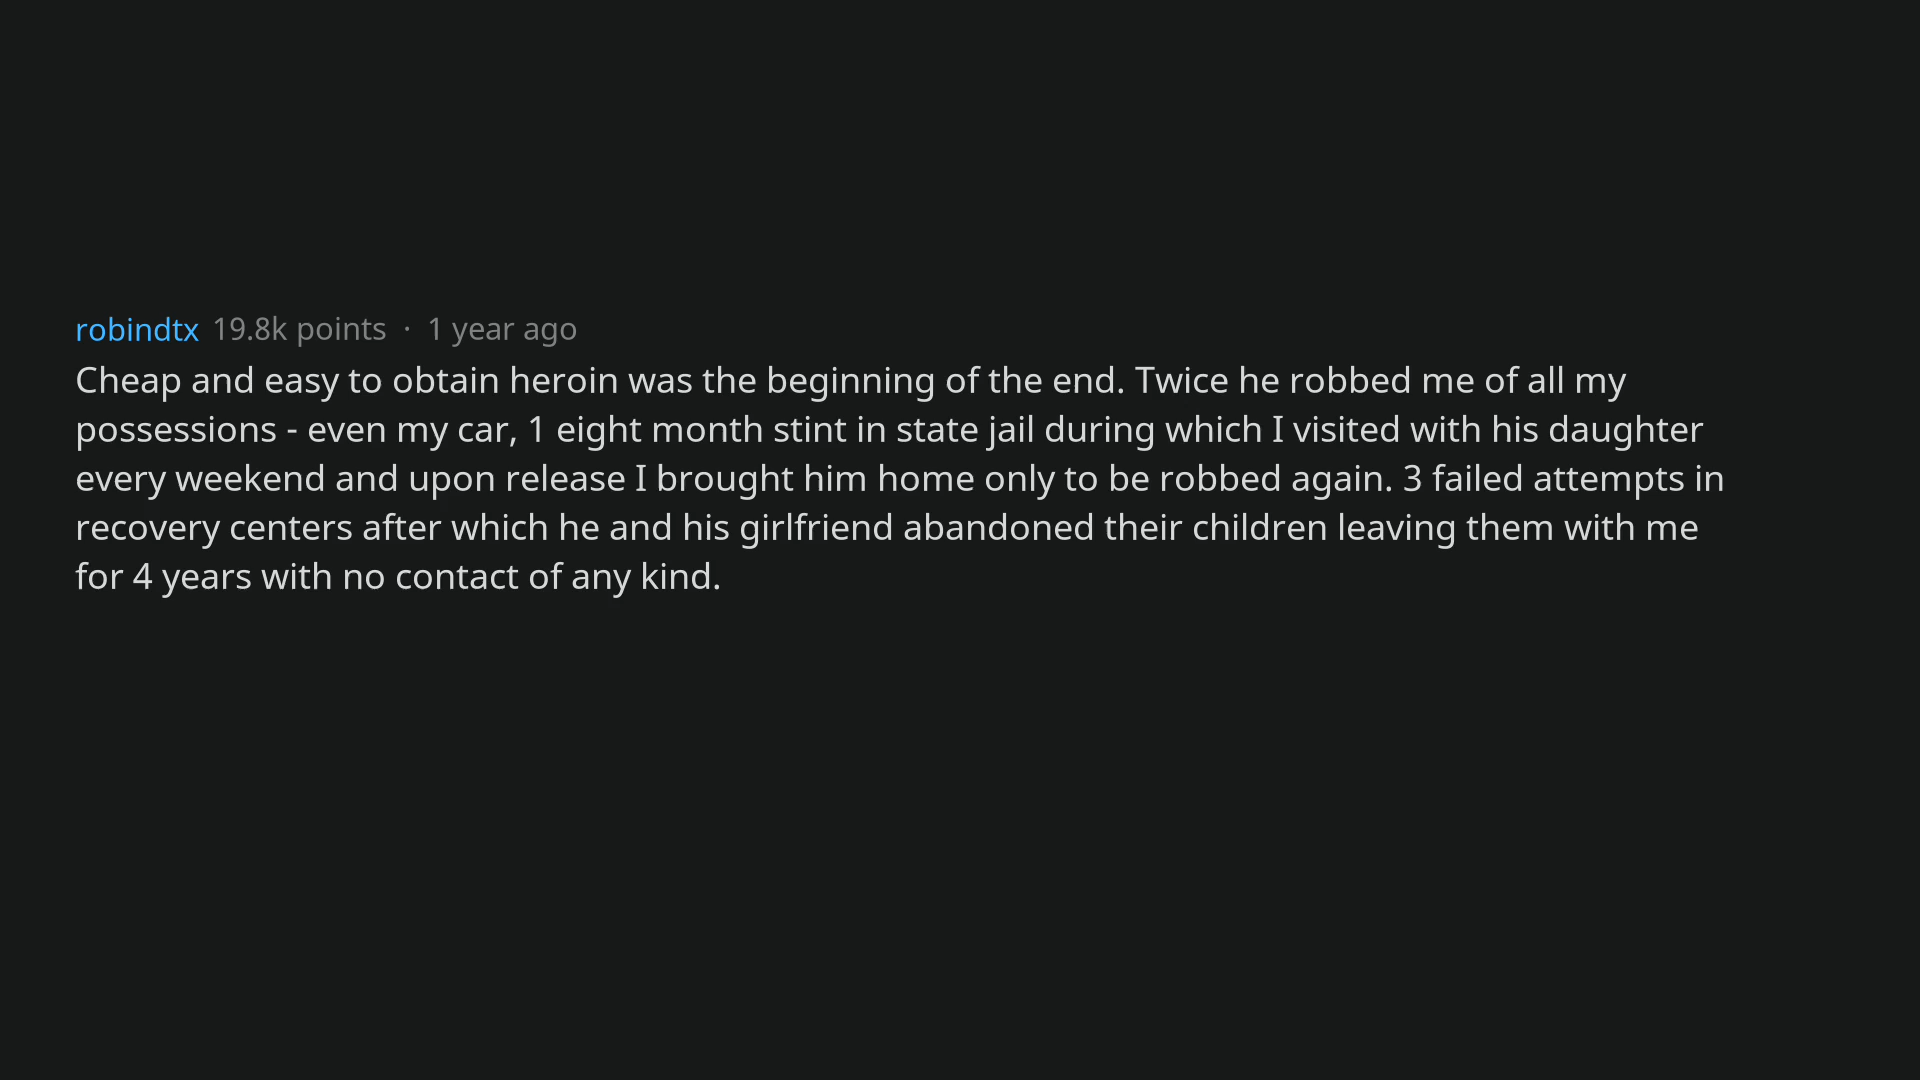 robindtx 19.8k points · 1 year ago
Cheap and easy to obtain heroin was the beginning of the end. Twice he robbed me of all my
possessions - even my car, 1 eight month stint in state jail during which I visited with his daughter
every weekend and upon release I brought him home only to be robbed again. 3 failed attempts in
recovery centers after which he and his girlfriend abandoned their children leaving them with me
for 4 years with no contact of any kind.